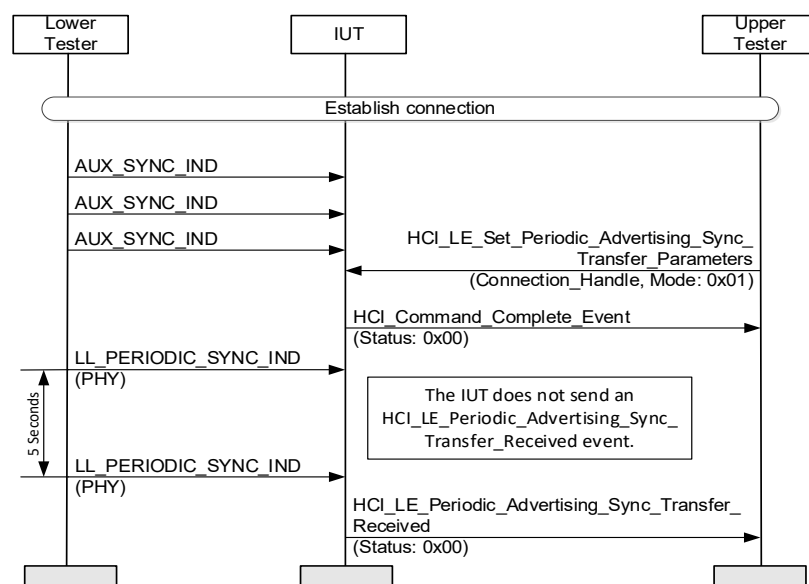 Lower
Tester
IUT
Upper
Tester
Establish connection
AUX_SYNC_IND
AUX_SYNC_IND
AUX_SYNC_IND
HCI_LE_Set_Periodic_Advertising_Sync_
Transfer_Parameters
(Connection_Handle, Mode: 0x01)
HCI_Command_Complete_Event
(Status: 0x00)
LL_PERIODIC_SYNC_IND
(PHY)
5 Seconds
The IUT does not send an
HCI_LE_Periodic_Advertising_Sync_
Transfer_Received event.
LL_PERIODIC_SYNC_IND
(PHY)
HCI_LE_Periodic_Advertising_Sync_Transfer_
Received
(Status: 0x00)